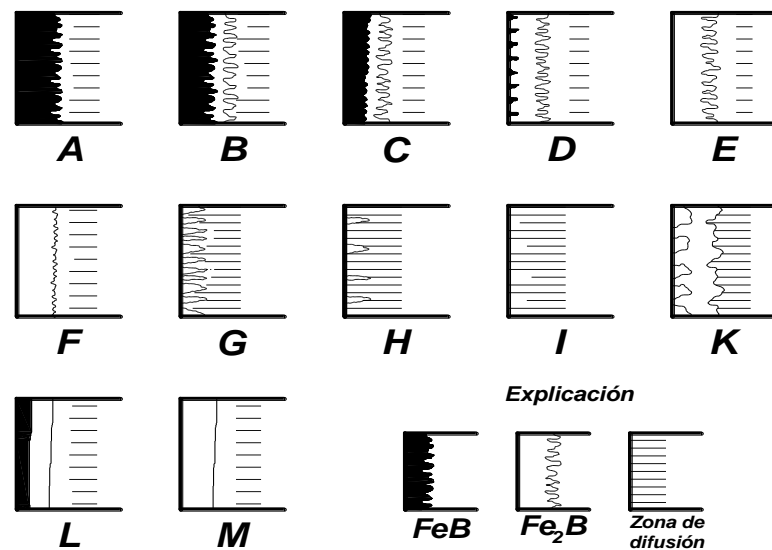 A B C D E
F G H I K
Explicación
L M FeB Fe₂B Zona de
difusión